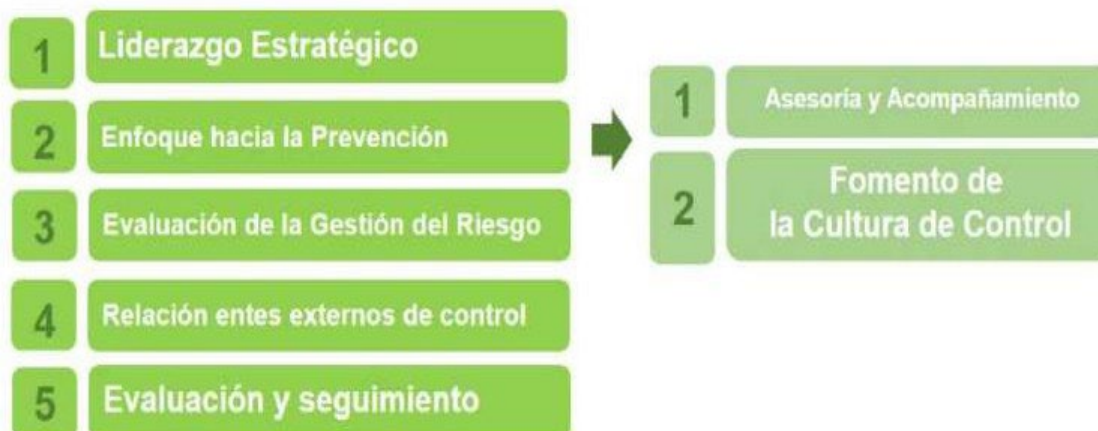 1
Liderazgo Estratégico
2
Enfoque hacia la Prevención
3
Evaluación de la Gestión del Riesgo
4
Relación entes externos de control
5
Evaluación y seguimiento
1
Asesoría y Acompañamiento
2
Fomento de
la Cultura de Control